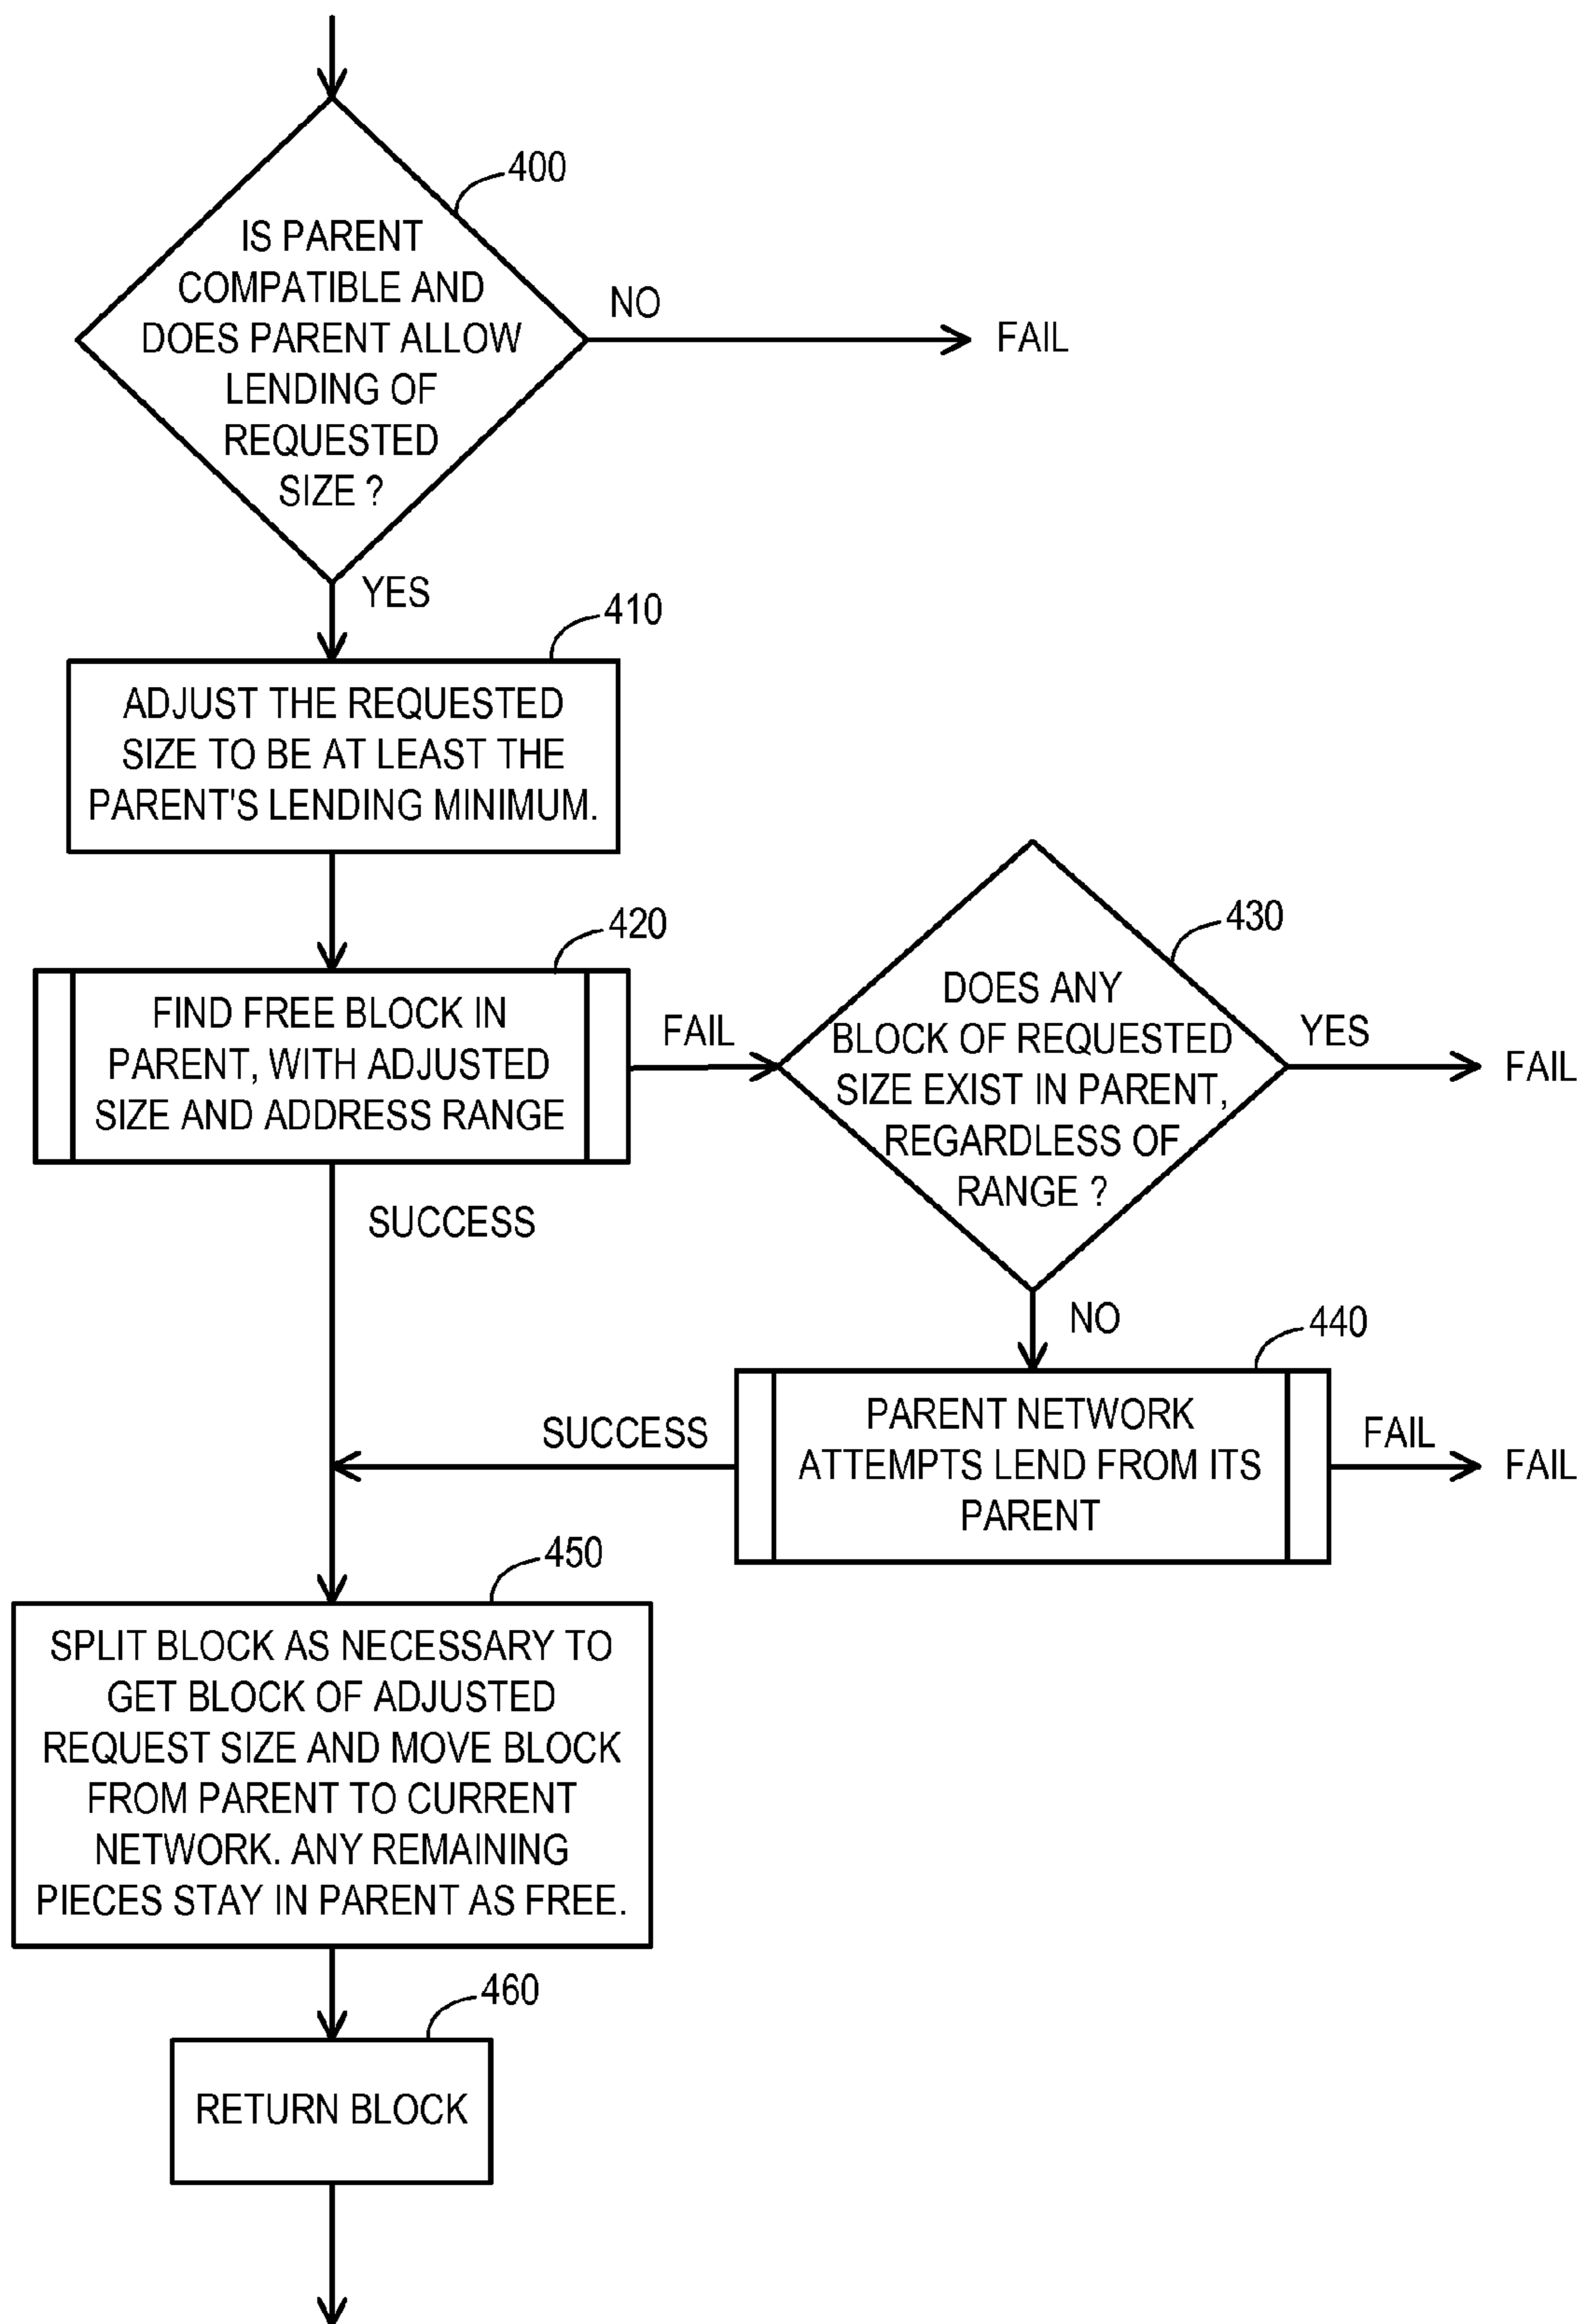 400
IS PARENT
COMPATIBLE AND
DOES PARENT ALLOW
LENDING OF
REQUESTED
SIZE ?
NO
FAIL
YES
410
ADJUST THE REQUESTED
SIZE TO BE AT LEAST THE
PARENT'S LENDING MINIMUM.
420
FIND FREE BLOCK IN
PARENT, WITH ADJUSTED
SIZE AND ADDRESS RANGE
FAIL
SUCCESS
430
DOES ANY
BLOCK OF REQUESTED
SIZE EXIST IN PARENT,
REGARDLESS OF
RANGE ?
YES
FAIL
NO
440
PARENT NETWORK
ATTEMPTS LEND FROM ITS
PARENT
FAIL
FAIL
SUCCESS
450
SPLIT BLOCK AS NECESSARY TO
GET BLOCK OF ADJUSTED
REQUEST SIZE AND MOVE BLOCK
FROM PARENT TO CURRENT
NETWORK. ANY REMAINING
PIECES STAY IN PARENT AS FREE.
460
RETURN BLOCK